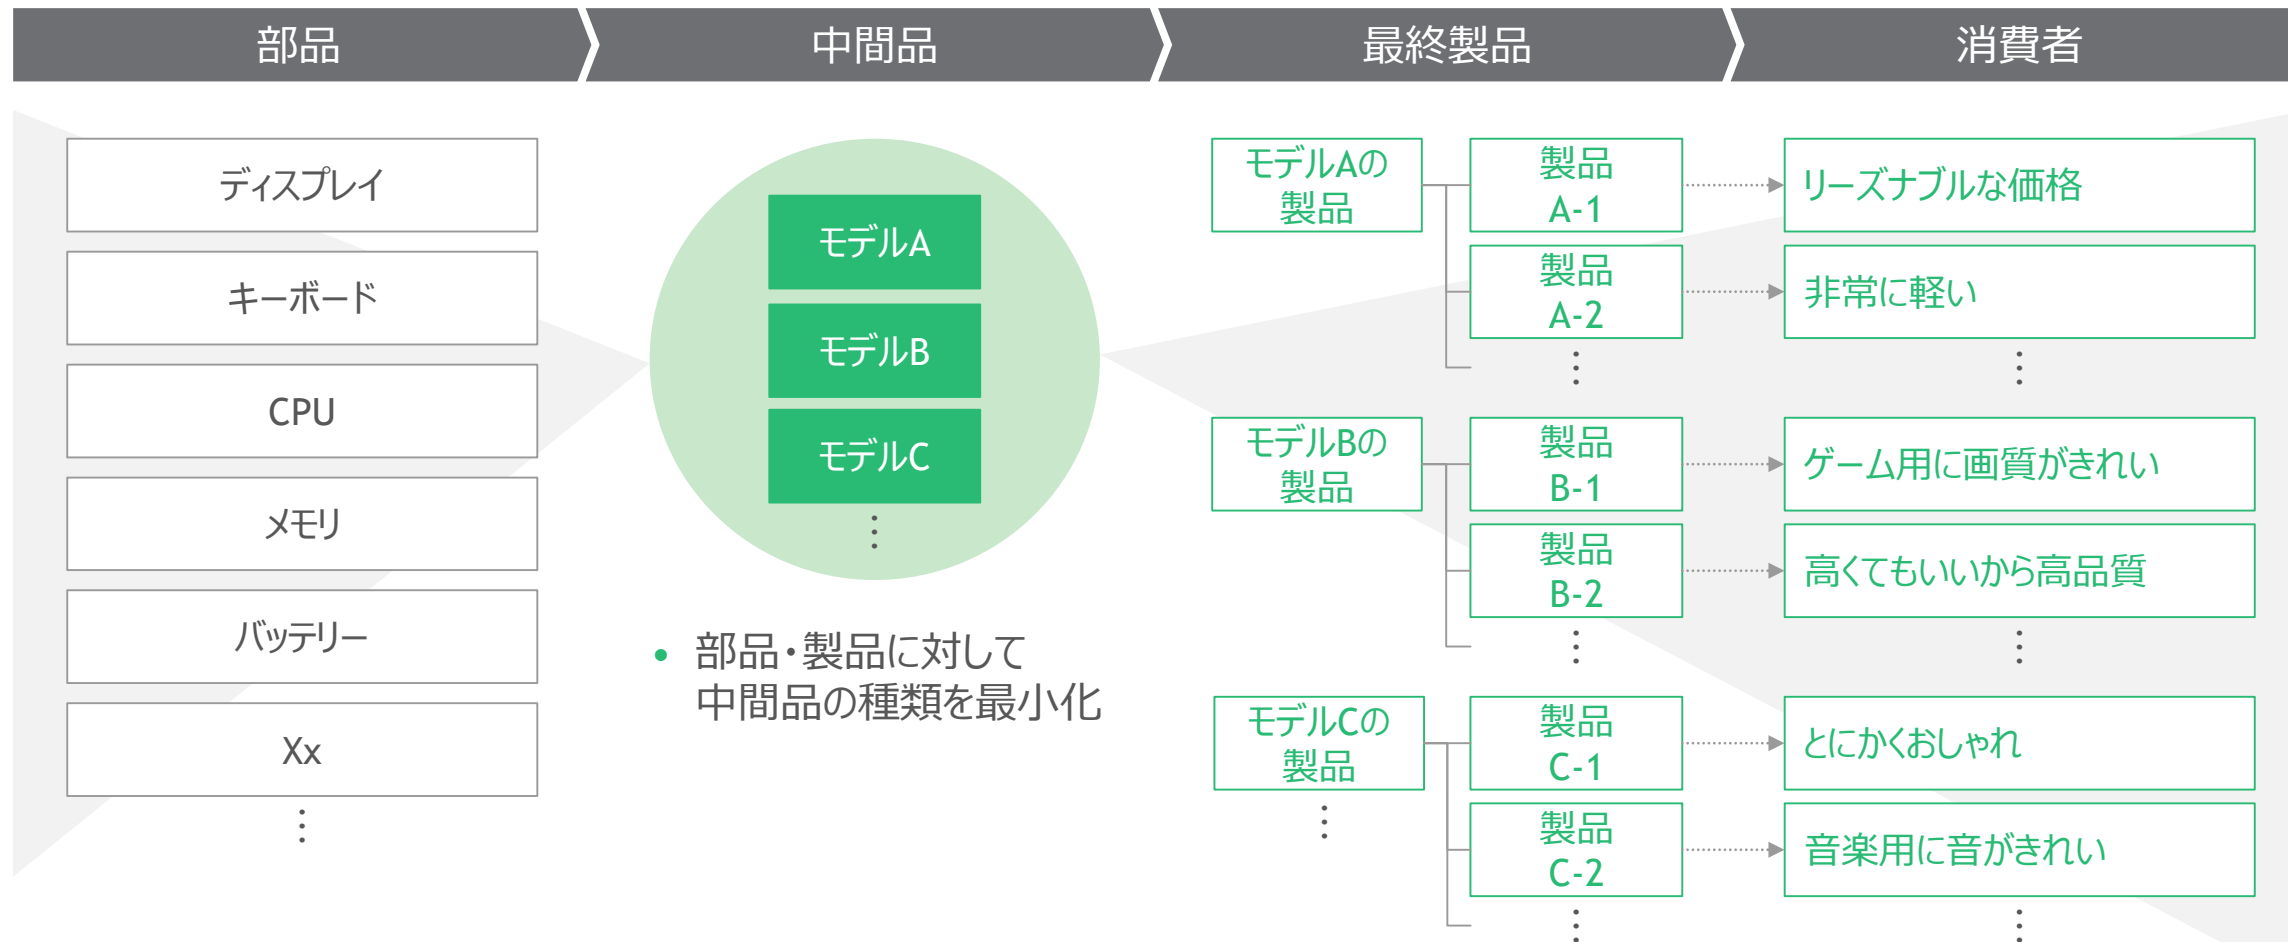 部品
中間品
最終製品
消費者
ディスプレイ
キーボード
CPU
メモリ
バッテリー
Xx
モデルA
モデルB
モデルC
• 部品・製品に対して
中間品の種類を最小化
モデルAの
製品
製品
A-1
リーズナブルな価格
製品
A-2
非常に軽い
モデルBの
製品
製品
B-1
ゲーム用に画質がきれい
製品
B-2
高くてもいいから高品質
モデルCの
製品
製品
C-1
とにかくおしゃれ
製品
C-2
音楽用に音がきれい